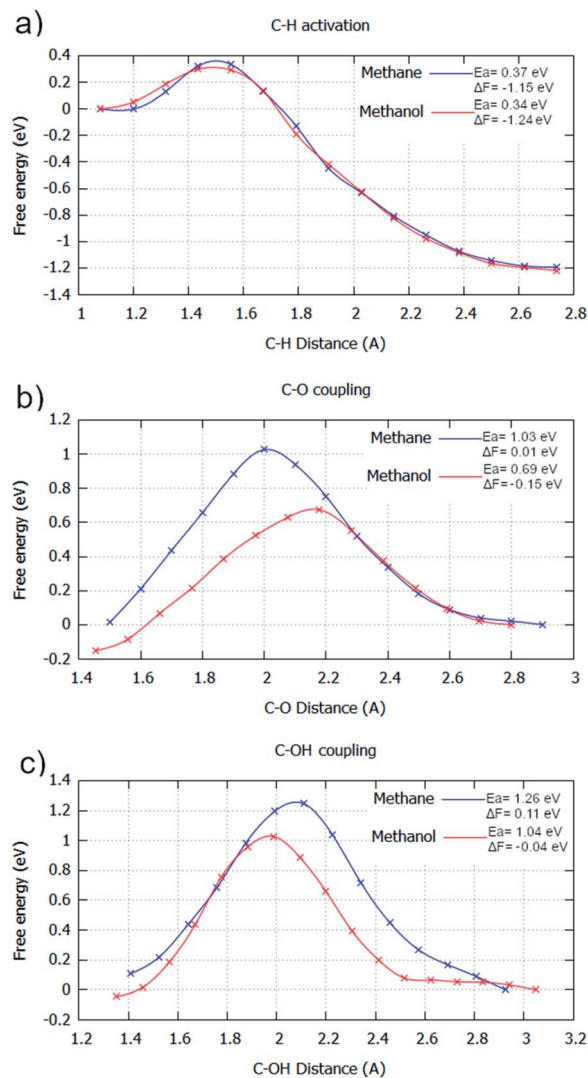 a)
C-H activation
Free energy (eV)
0.4
0.2
0
-0.2
-0.4
-0.6
-0.8
-1
-1.2
-1.4
Methane
Ea= 0.37 eV
ΔF= -1.15 eV
Methanol
Ea= 0.34 eV
ΔF= -1.24 eV
1 1.2 1.4 1.6 1.8 2 2.2 2.4 2.6 2.8
C-H Distance (A)
b)
C-O coupling
Free energy (eV)
1.2
1
0.8
0.6
0.4
0.2
0
-0.2
Methane
Ea= 1.03 eV
ΔF= 0.01 eV
Methanol
Ea= 0.69 eV
ΔF= -0.15 eV
1.4 1.6 1.8 2 2.2 2.4 2.6 2.8 3
C-O Distance (A)
c)
C-OH coupling
Free energy (eV)
1.4
1.2
1
0.8
0.6
0.4
0.2
0
-0.2
Methane
Ea= 1.26 eV
ΔF= 0.11 eV
Methanol
Ea= 1.04 eV
ΔF= -0.04 eV
1.2 1.4 1.6 1.8 2 2.2 2.4 2.6 2.8 3 3.2
C-OH Distance (A)